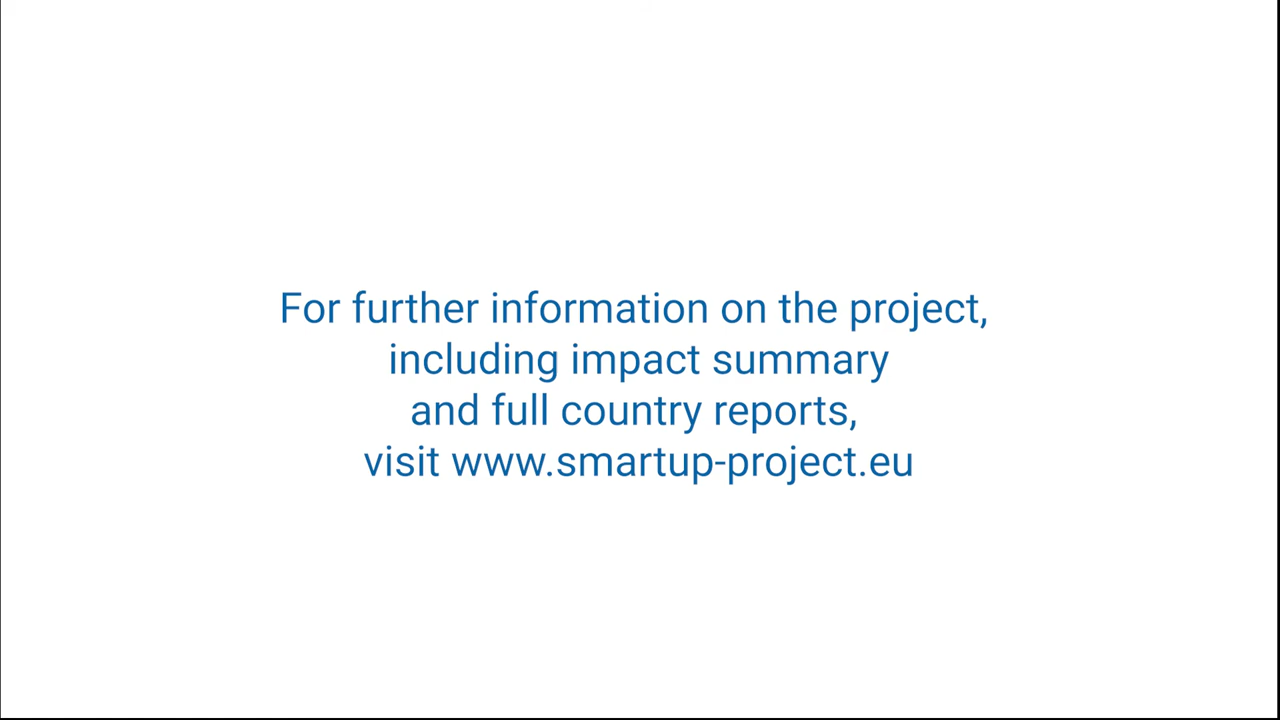 For further information on the project,
including impact summary
and full country reports,
visit www.smartup-project.eu